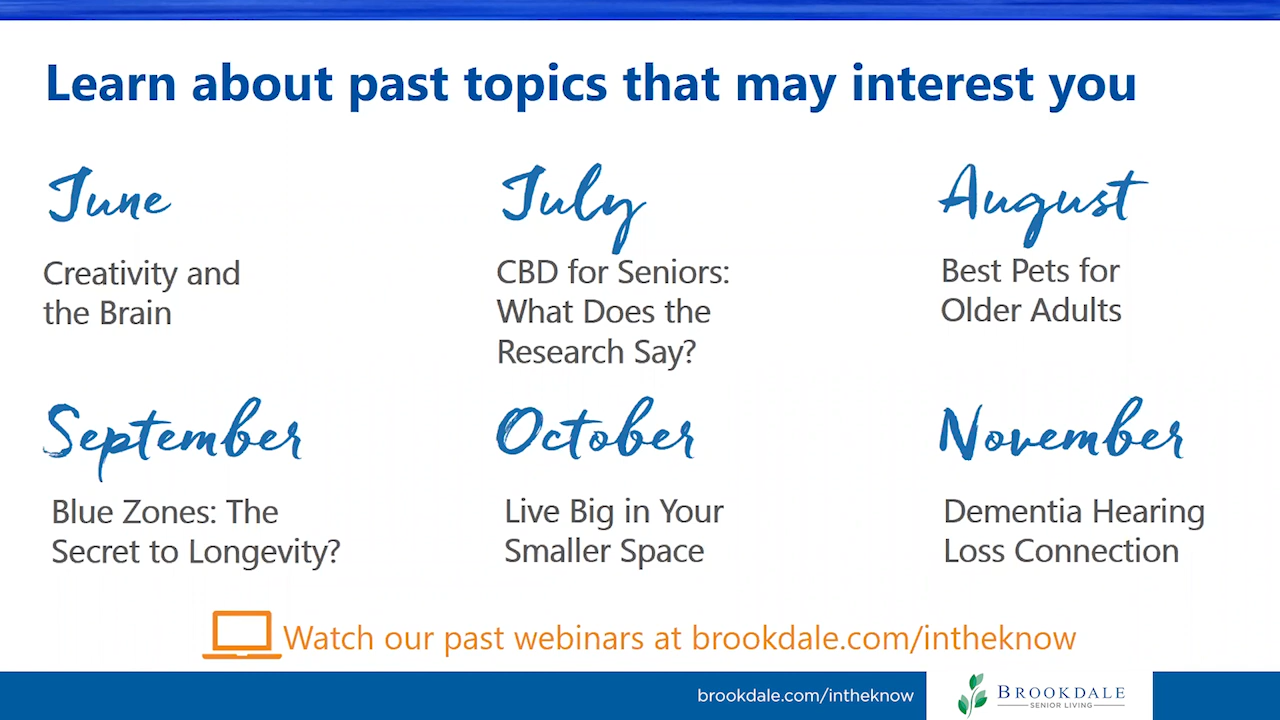 Learn about past topics that may interest you
June
Creativity and
the Brain
July
CBD for Seniors:
What Does the
Research Say?
August
Best Pets for
Older Adults
September
Blue Zones: The
Secret to Longevity?
October
Live Big in Your
Smaller Space
November
Dementia Hearing
Loss Connection
Watch our past webinars at brookdale.com/intheknow
brookdale.com/intheknow
BROOKDALE
SENIOR LIVING